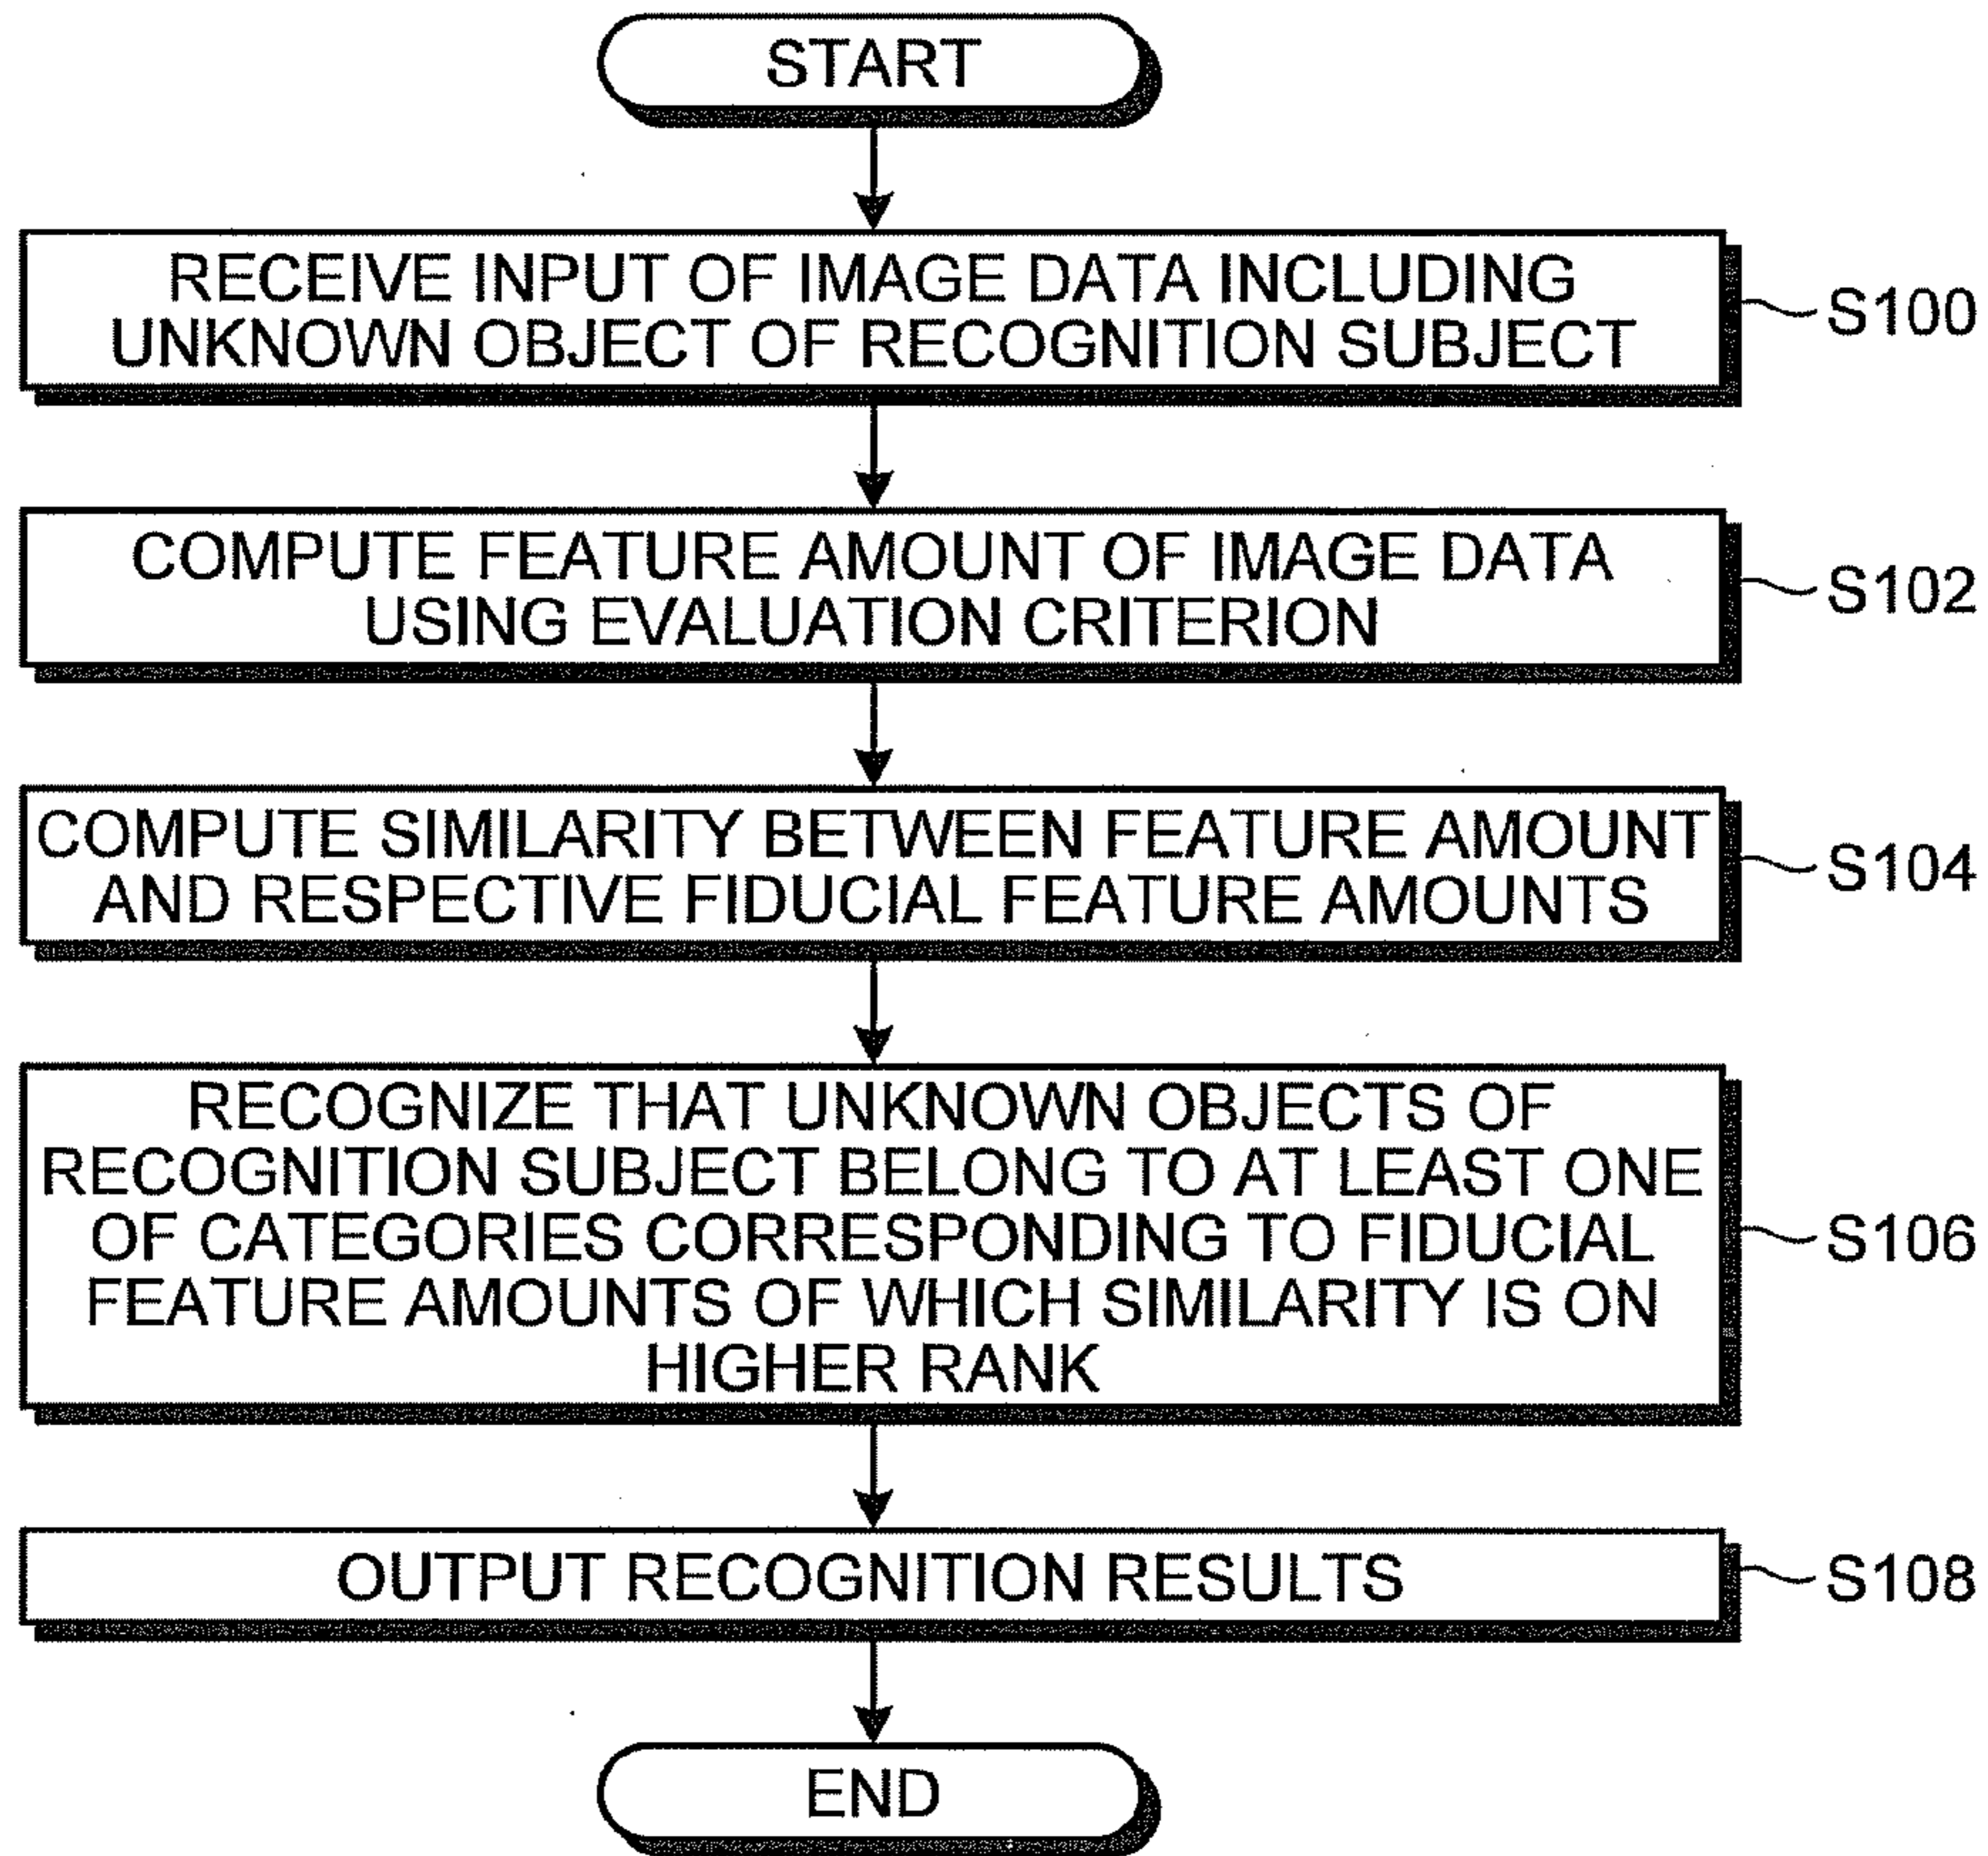 START
RECEIVE INPUT OF IMAGE DATA INCLUDING
UNKNOWN OBJECT OF RECOGNITION SUBJECT
S100
COMPUTE FEATURE AMOUNT OF IMAGE DATA
USING EVALUATION CRITERION
S102
COMPUTE SIMILARITY BETWEEN FEATURE AMOUNT
AND RESPECTIVE FIDUCIAL FEATURE AMOUNTS
S104
RECOGNIZE THAT UNKNOWN OBJECTS OF
RECOGNITION SUBJECT BELONG TO AT LEAST ONE
OF CATEGORIES CORRESPONDING TO FIDUCIAL
FEATURE AMOUNTS OF WHICH SIMILARITY IS ON
HIGHER RANK
S106
OUTPUT RECOGNITION RESULTS
S108
END